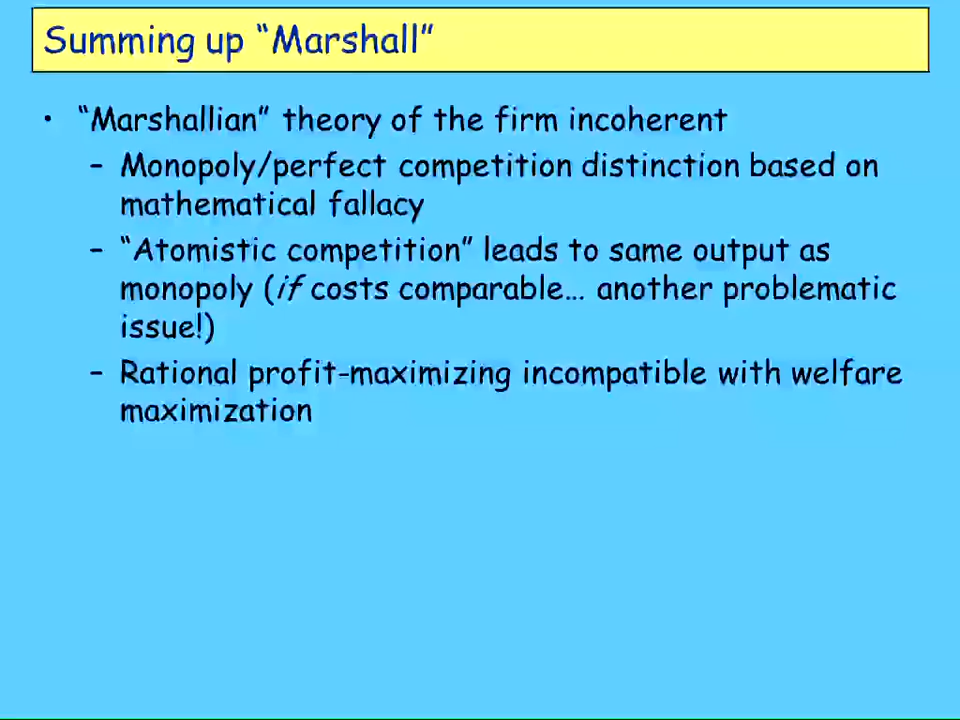 Summing up “Marshall”
• “Marshallian” theory of the firm incoherent
– Monopoly/perfect competition distinction based on
mathematical fallacy
– “Atomistic competition” leads to same output as
monopoly (if costs comparable… another problematic
issue!)
– Rational profit-maximizing incompatible with welfare
maximization